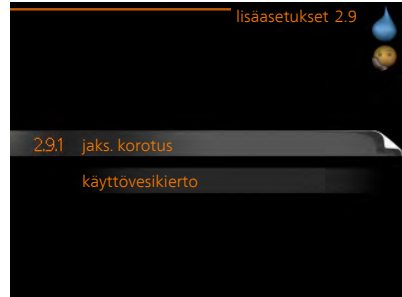 lisäasetukset 2.9
2.9.1 jaks. korotus
käyttövesikierto